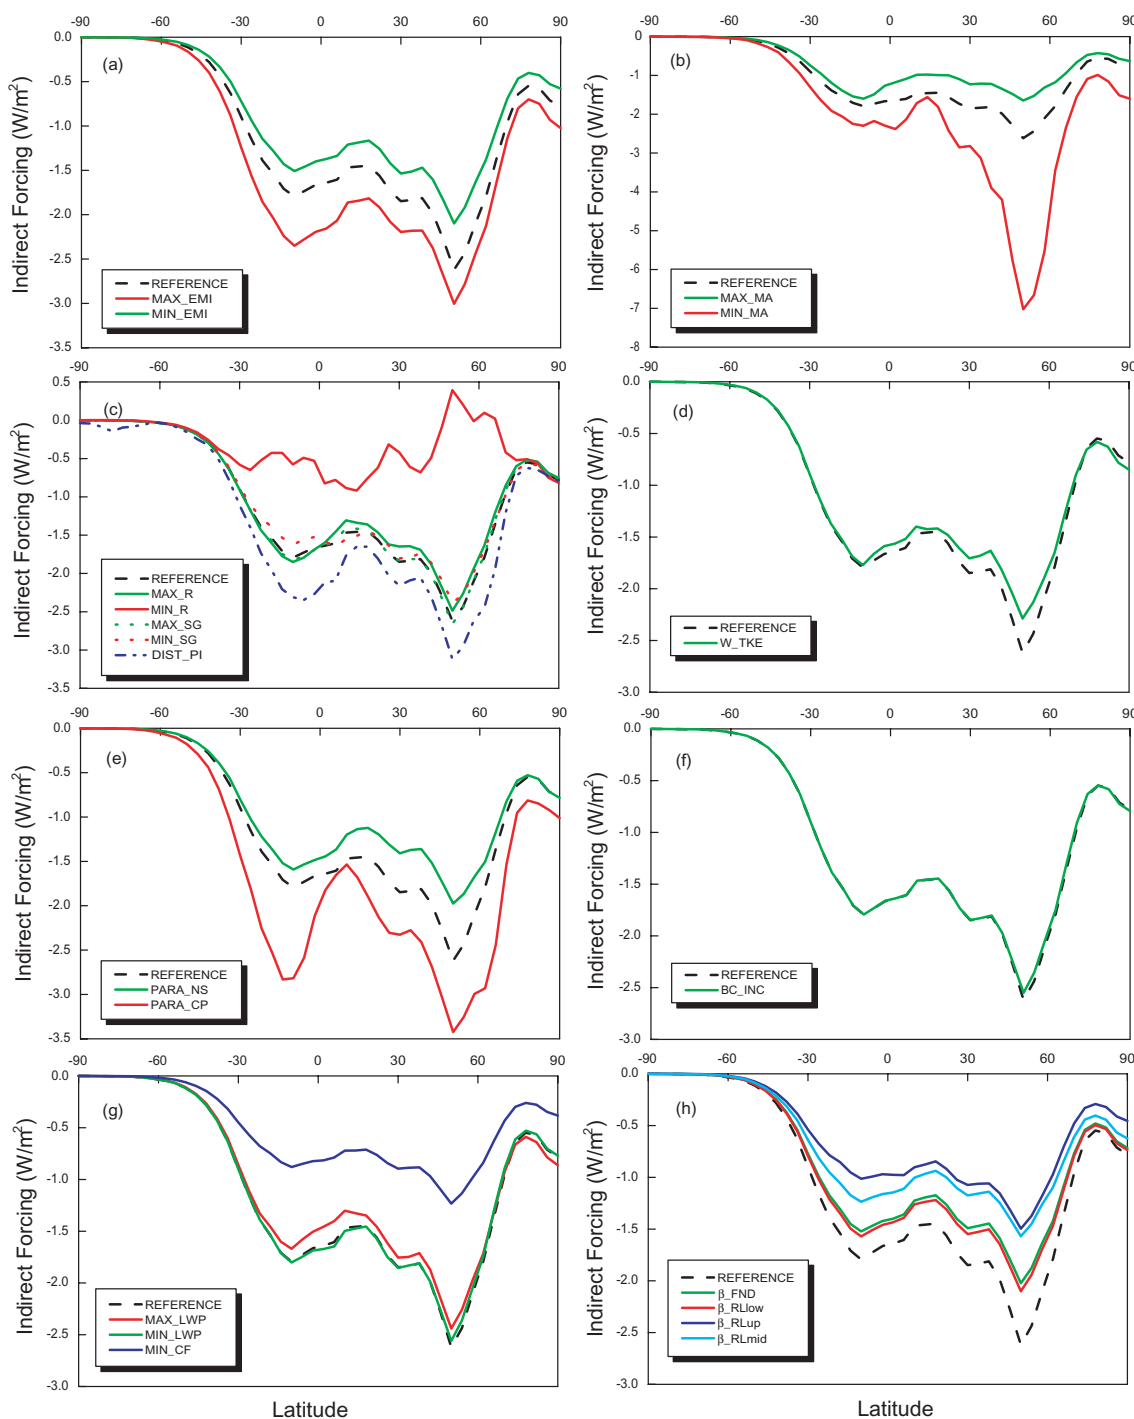 -90 -60 -30 0 30 60 90
0.0
-0.5
-1.0
-1.5
-2.0
-2.5
-3.0
-3.5
Indirect Forcing (W/m²)
(a)
REFERENCE
MAX_EMI
MIN_EMI
-90 -60 -30 0 30 60 90
0
-1
-2
-3
-4
-5
-6
-7
-8
Indirect Forcing (W/m²)
(b)
REFERENCE
MAX_MA
MIN_MA
-90 -60 -30 0 30 60 90
0.5
0.0
-0.5
-1.0
-1.5
-2.0
-2.5
-3.0
-3.5
Indirect Forcing (W/m²)
(c)
REFERENCE
MAX_R
MIN_R
MAX_SG
MIN_SG
DIST_PI
-90 -60 -30 0 30 60 90
0.0
-0.5
-1.0
-1.5
-2.0
-2.5
-3.0
Indirect Forcing (W/m²)
(d)
REFERENCE
W_TKE
-90 -60 -30 0 30 60 90
0.0
-0.5
-1.0
-1.5
-2.0
-2.5
-3.0
-3.5
Indirect Forcing (W/m²)
(e)
REFERENCE
PARA_NS
PARA_CP
-90 -60 -30 0 30 60 90
0.0
-0.5
-1.0
-1.5
-2.0
-2.5
-3.0
Indirect Forcing (W/m²)
(f)
REFERENCE
BC_INC
-90 -60 -30 0 30 60 90
0.0
-0.5
-1.0
-1.5
-2.0
-2.5
-3.0
Indirect Forcing (W/m²)
(g)
REFERENCE
MAX_LWP
MIN_LWP
MIN_CF
Latitude
-90 -60 -30 0 30 60 90
0.0
-0.5
-1.0
-1.5
-2.0
-2.5
-3.0
Indirect Forcing (W/m²)
(h)
REFERENCE
β_FND
β_RLlow
β_RLup
β_RLmid
Latitude